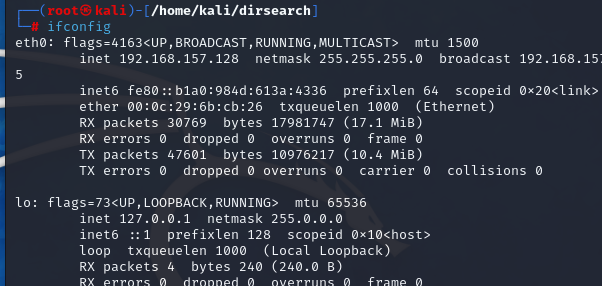 ┌──(root㉿kali)-[/home/kali/dirsearch]
└─# ifconfig
eth0: flags=4163<UP,BROADCAST,RUNNING,MULTICAST>  mtu 1500
        inet 192.168.157.128  netmask 255.255.255.0  broadcast 192.168.157
5
        inet6 fe80::b1a0:984d:613a:4336  prefixlen 64  scopeid 0×20<link>
        ether 00:0c:29:6b:cb:26  txqueuelen 1000  (Ethernet)
        RX packets 30769  bytes 17981747 (17.1 MiB)
        RX errors 0  dropped 0  overruns 0  frame 0
        TX packets 47601  bytes 10976217 (10.4 MiB)
        TX errors 0  dropped 0 overruns 0  carrier 0  collisions 0

lo: flags=73<UP,LOOPBACK,RUNNING>  mtu 65536
        inet 127.0.0.1  netmask 255.0.0.0
        inet6 ::1  prefixlen 128  scopeid 0×10<host>
        loop  txqueuelen 1000  (Local Loopback)
        RX packets 4  bytes 240 (240.0 B)
        RX errors 0  dropped 0  overruns 0  frame 0